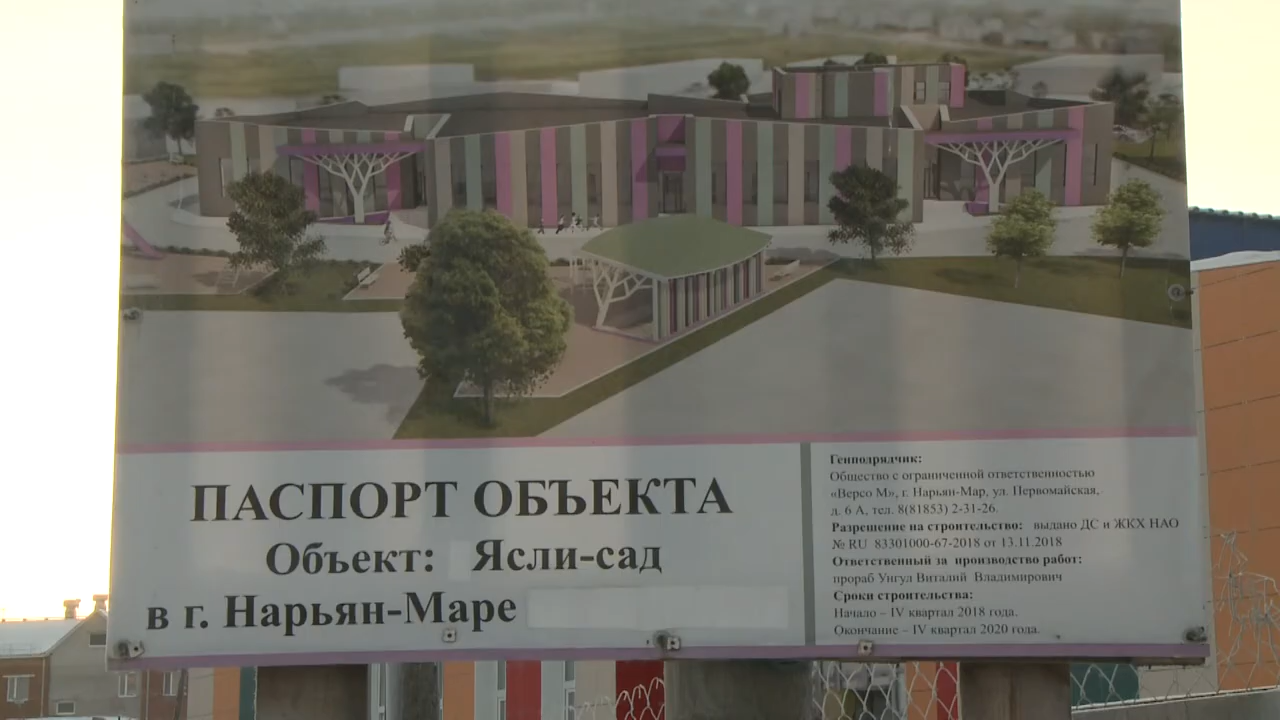 ПАСПОРТ ОБЪЕКТА
Объект: Ясли-сад
в г. Нарьян-Маре
Генподрядчик:
Общество с ограниченной ответственностью
«Версо М», г. Нарьян-Мар, ул. Первомайская,
д. 6 А, тел. 8(81853) 2-31-26.
Разрешение на строительство: выдано ДС и ЖКХ НАО
№ RU 83301000-67-2018 от 13.11.2018
Ответственный за производство работ:
прораб Унгул Виталий Владимирович
Сроки строительства:
Начало – IV квартал 2018 года.
Окончание – IV квартал 2020 года.